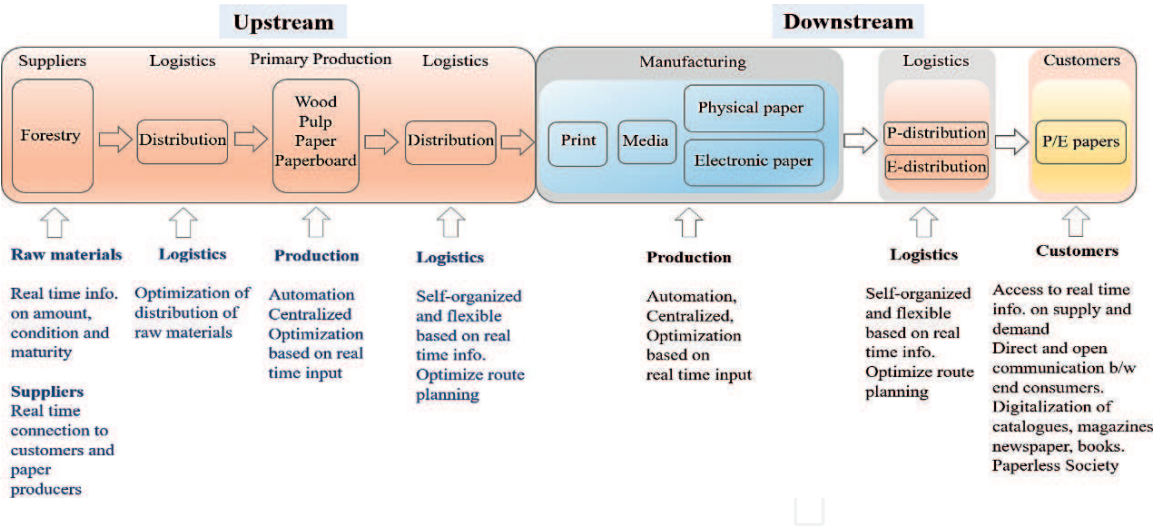 Upstream
Downstream
Suppliers
Logistics
Primary Production
Logistics
Manufacturing
Logistics
Customers
Forestry
Distribution
Wood
Pulp
Paper
Paperboard
Distribution
Print
Media
Physical paper
Electronic paper
P-distribution
E-distribution
P/E papers
Raw materials
Real time info.
on amount,
condition and
maturity
Suppliers
Real time
connection to
customers and
paper
producers
Logistics
Optimization of
distribution of
raw materials
Production
Automation
Centralized
Optimization
based on real
time input
Logistics
Self-organized
and flexible
based on real
time info.
Optimize route
planning
Production
Automation,
Centralized,
Optimization
based on
real time input
Logistics
Self-organized
and flexible
based on real
time info.
Optimize route
planning
Customers
Access to real time
info. on supply and
demand
Direct and open
communication b/w
end consumers.
Digitalization of
catalogues, magazines
newspaper, books.
Paperless Society